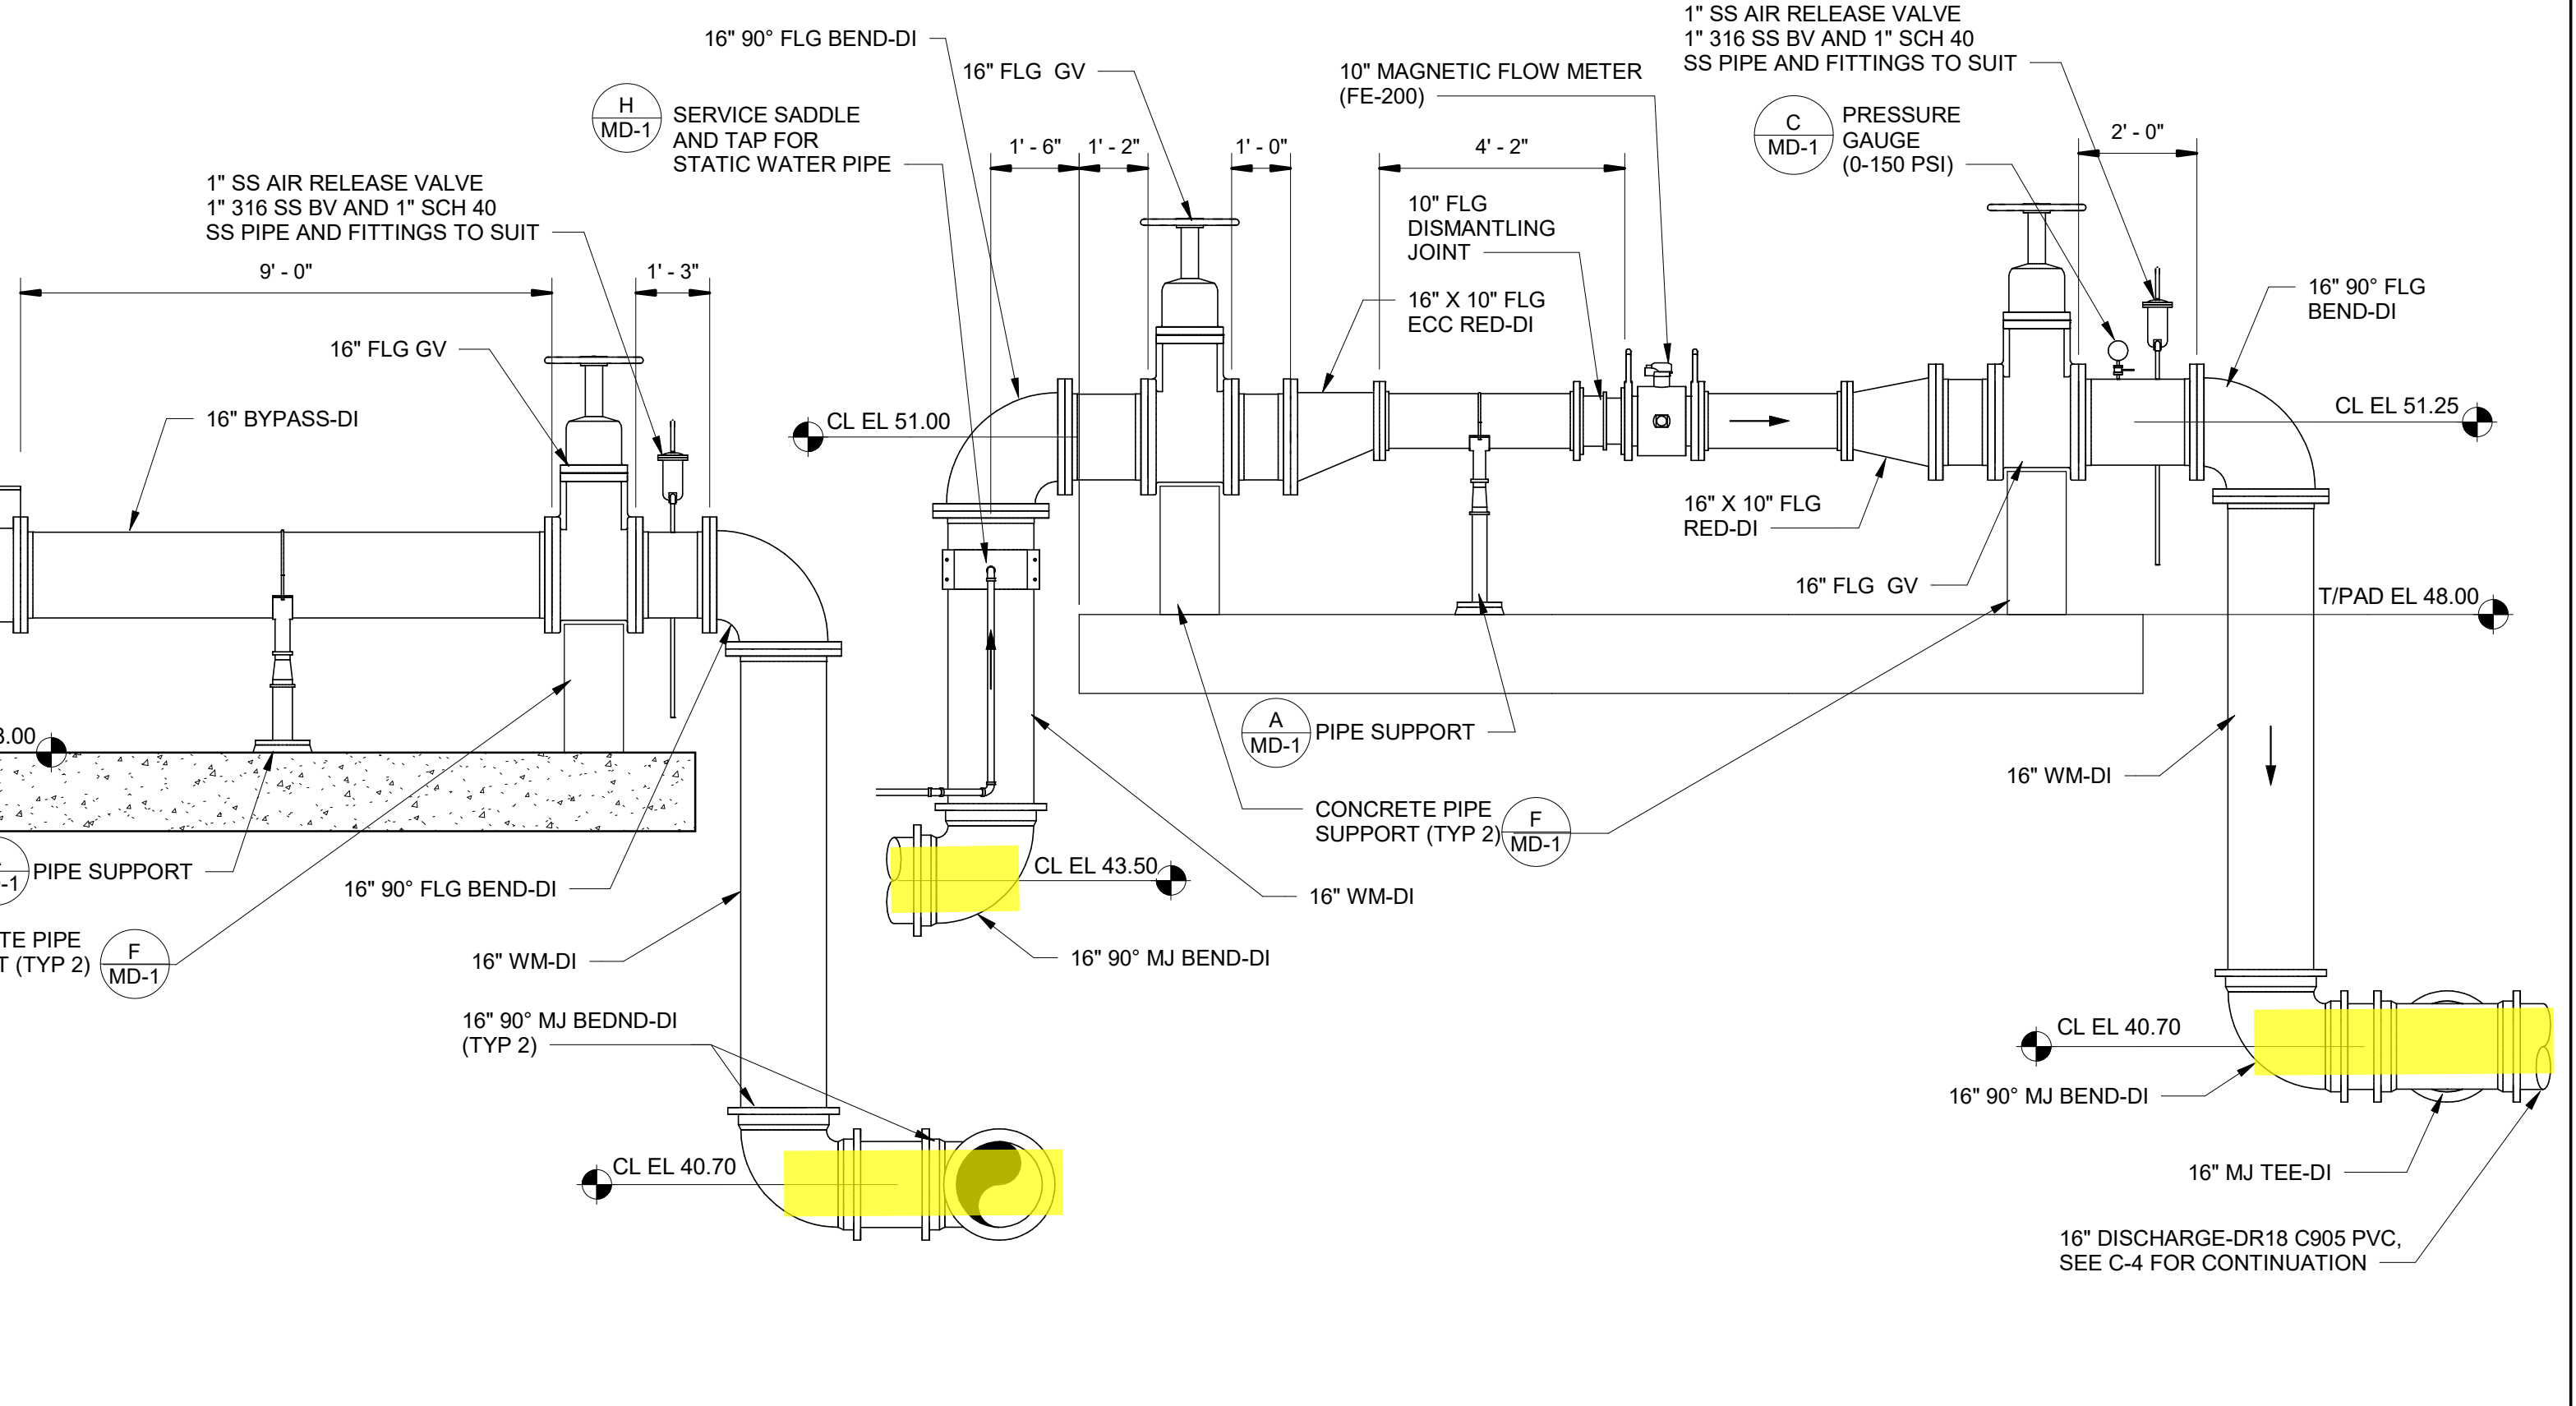 16" 90° FLG BEND-DI
16" FLG GV
H
MD-1
SERVICE SADDLE
AND TAP FOR
STATIC WATER PIPE
1" SS AIR RELEASE VALVE
1" 316 SS BV AND 1" SCH 40
SS PIPE AND FITTINGS TO SUIT
9' - 0"
1' - 3"
16" FLG GV
16" BYPASS-DI
1' - 6"
1' - 2"
1' - 0"
4' - 2"
10" MAGNETIC FLOW METER
(FE-200)
10" FLG
DISMANTLING
JOINT
16" X 10" FLG
ECC RED-DI
1" SS AIR RELEASE VALVE
1" 316 SS BV AND 1" SCH 40
SS PIPE AND FITTINGS TO SUIT
C
MD-1
PRESSURE
GAUGE
(0-150 PSI)
2' - 0"
16" 90° FLG
BEND-DI
CL EL 51.00
CL EL 51.25
16" X 10" FLG
RED-DI
16" FLG GV
T/PAD EL 48.00
3.00
PIPE SUPPORT
-1
16" 90° FLG BEND-DI
TE PIPE
T (TYP 2)
F
MD-1
16" WM-DI
16" 90° MJ BEDND-DI
(TYP 2)
CL EL 40.70
A
MD-1
PIPE SUPPORT
CONCRETE PIPE
SUPPORT (TYP 2)
F
MD-1
CL EL 43.50
16" WM-DI
16" 90° MJ BEND-DI
16" WM-DI
CL EL 40.70
16" 90° MJ BEND-DI
16" MJ TEE-DI
16" DISCHARGE-DR18 C905 PVC,
SEE C-4 FOR CONTINUATION